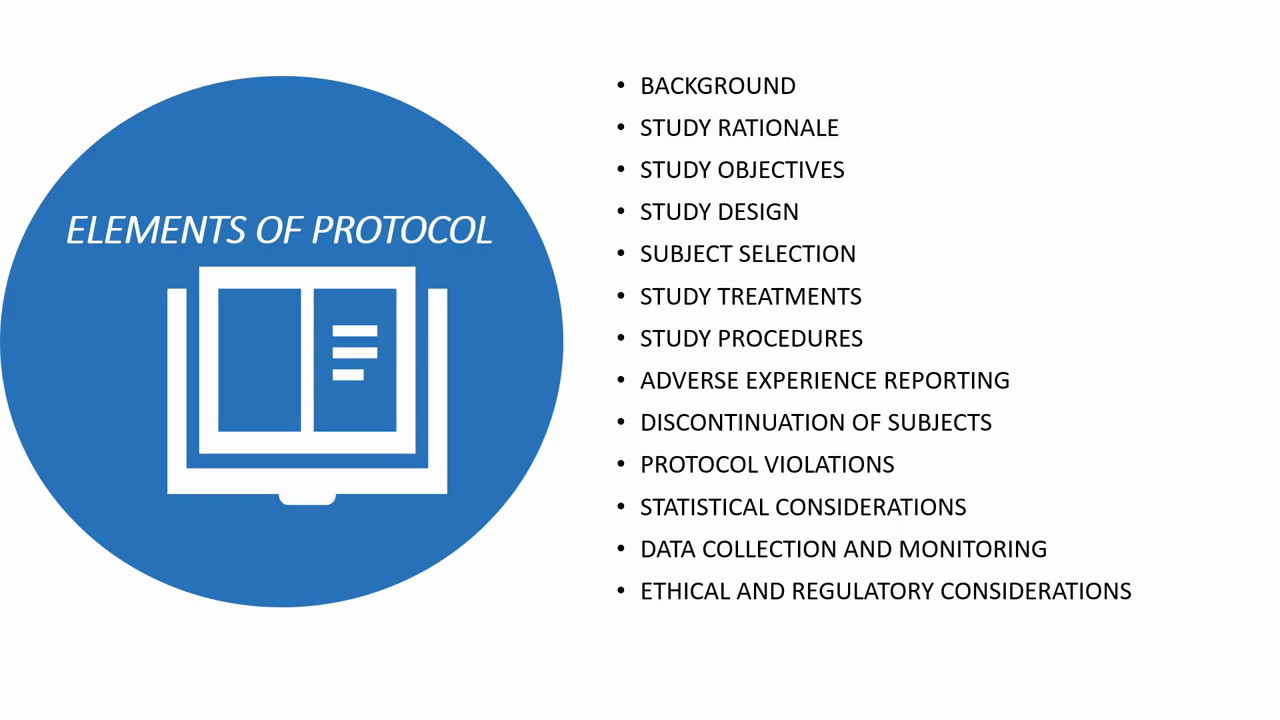 ELEMENTS OF PROTOCOL
• BACKGROUND
• STUDY RATIONALE
• STUDY OBJECTIVES
• STUDY DESIGN
• SUBJECT SELECTION
• STUDY TREATMENTS
• STUDY PROCEDURES
• ADVERSE EXPERIENCE REPORTING
• DISCONTINUATION OF SUBJECTS
• PROTOCOL VIOLATIONS
• STATISTICAL CONSIDERATIONS
• DATA COLLECTION AND MONITORING
• ETHICAL AND REGULATORY CONSIDERATIONS